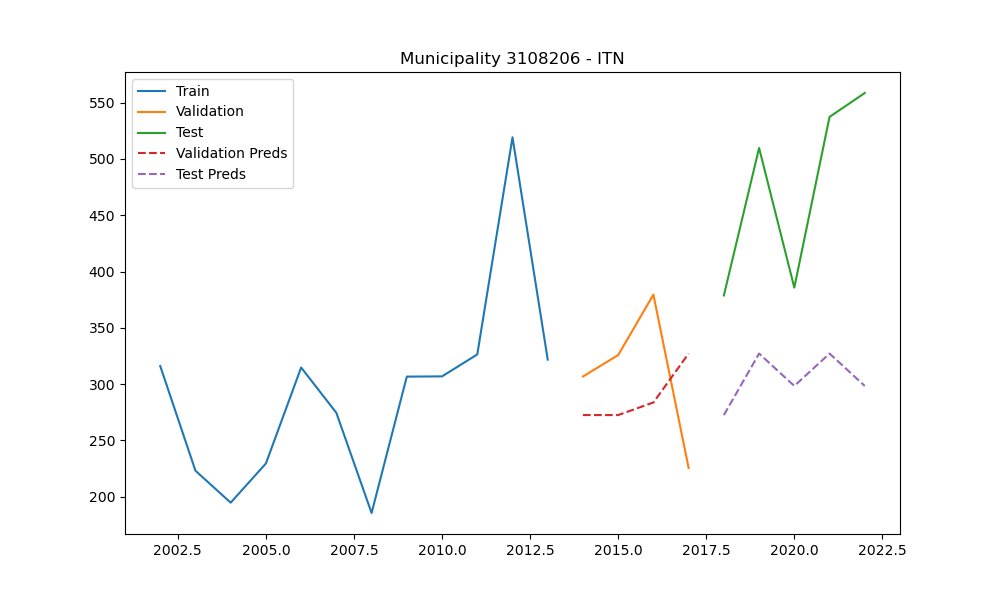 Municipality 3108206 - ITN
Train
Validation
Test
Validation Preds
Test Preds
550
500
450
400
350
300
250
200
2002.5 2005.0 2007.5 2010.0 2012.5 2015.0 2017.5 2020.0 2022.5